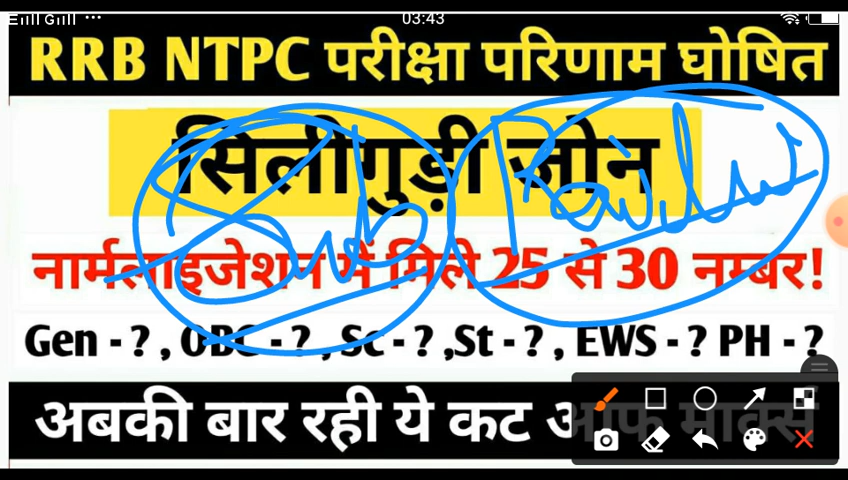 03:43
RRB NTPC परीक्षा परिणाम घोषित
सिलीगुड़ी जोन
नार्मलाइजेशन में मिले 25 से 30 नम्बर!
Gen - ? , OBC - ? , Sc - ? ,St - ? , EWS - ? PH - ?
अबकी बार रही ये कट आफ मार्क्स